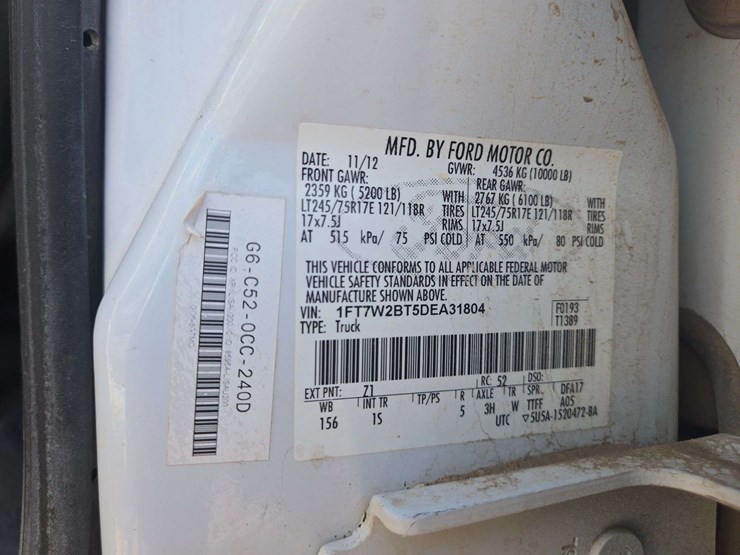 MFD. BY FORD MOTOR CO.
DATE: 11/12 GVWR: 4536 KG (10000 LB)
FRONT GAWR: REAR GAWR:
2359 KG ( 5200 LB) WITH 2767 KG ( 6100 LB) WITH
LT245/75R17E 121/118R TIRES LT245/75R17E 121/118R TIRES
17x7.5J RIMS 17x7.5J RIMS
AT 515 kPa/ 75 PSI COLD AT 550 kPa/ 80 PSI COLD
THIS VEHICLE CONFORMS TO ALL APPLICABLE FEDERAL MOTOR
VEHICLE SAFETY STANDARDS IN EFFECT ON THE DATE OF
MANUFACTURE SHOWN ABOVE.
VIN: 1FT7W2BT5DEA31804 F0193
TYPE: Truck T1389
EXT PNT: Z1 RC: 52 DSO:
WB INT TR TP/PS R AXLE TR SPR DFA17
156 1S 5 3H W TTFF A05
UTC ▽5U5A-1520472-BA
G6-C52-0CC-240D